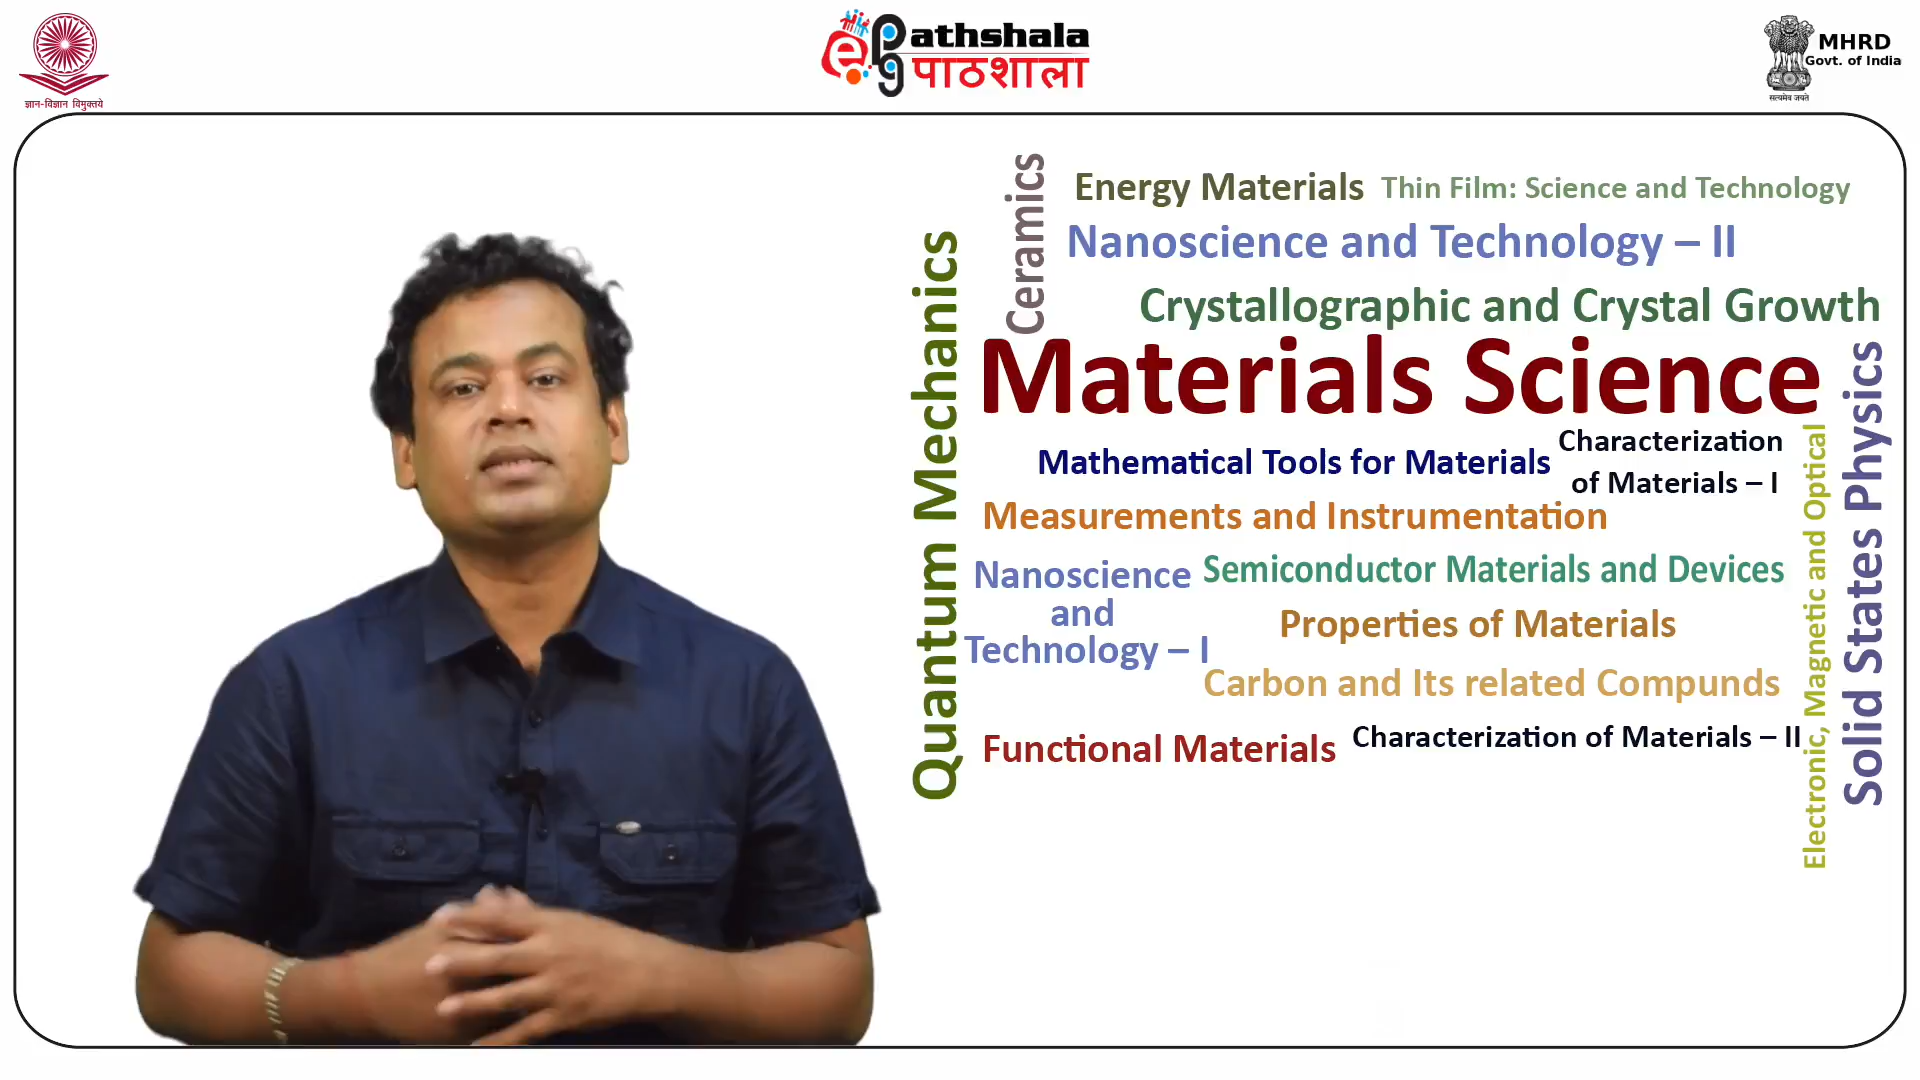 ज्ञान-विज्ञान विमुक्तये
ePathshala
पाठशाला
MHRD
Govt. of India
सत्यमेव जयते
Ceramics
Energy Materials
Thin Film: Science and Technology
Nanoscience and Technology – II
Crystallographic and Crystal Growth
Quantum Mechanics
Materials Science
Solid States Physics
Mathematical Tools for Materials
Characterization
of Materials – I
Electronic, Magnetic and Optical
Measurements and Instrumentation
Nanoscience
and
Technology – I
Semiconductor Materials and Devices
Properties of Materials
Carbon and Its related Compunds
Functional Materials
Characterization of Materials – II